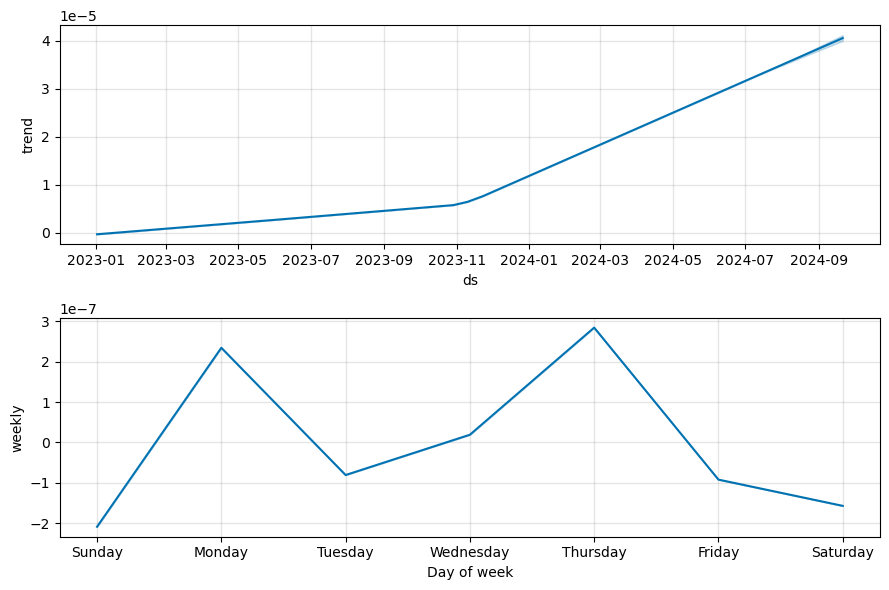 1e−5
4
3
2
1
0
trend
2023-01 2023-03 2023-05 2023-07 2023-09 2023-11 2024-01 2024-03 2024-05 2024-07 2024-09
ds
1e−7
3
2
1
0
−1
−2
weekly
Sunday Monday Tuesday Wednesday Thursday Friday Saturday
Day of week